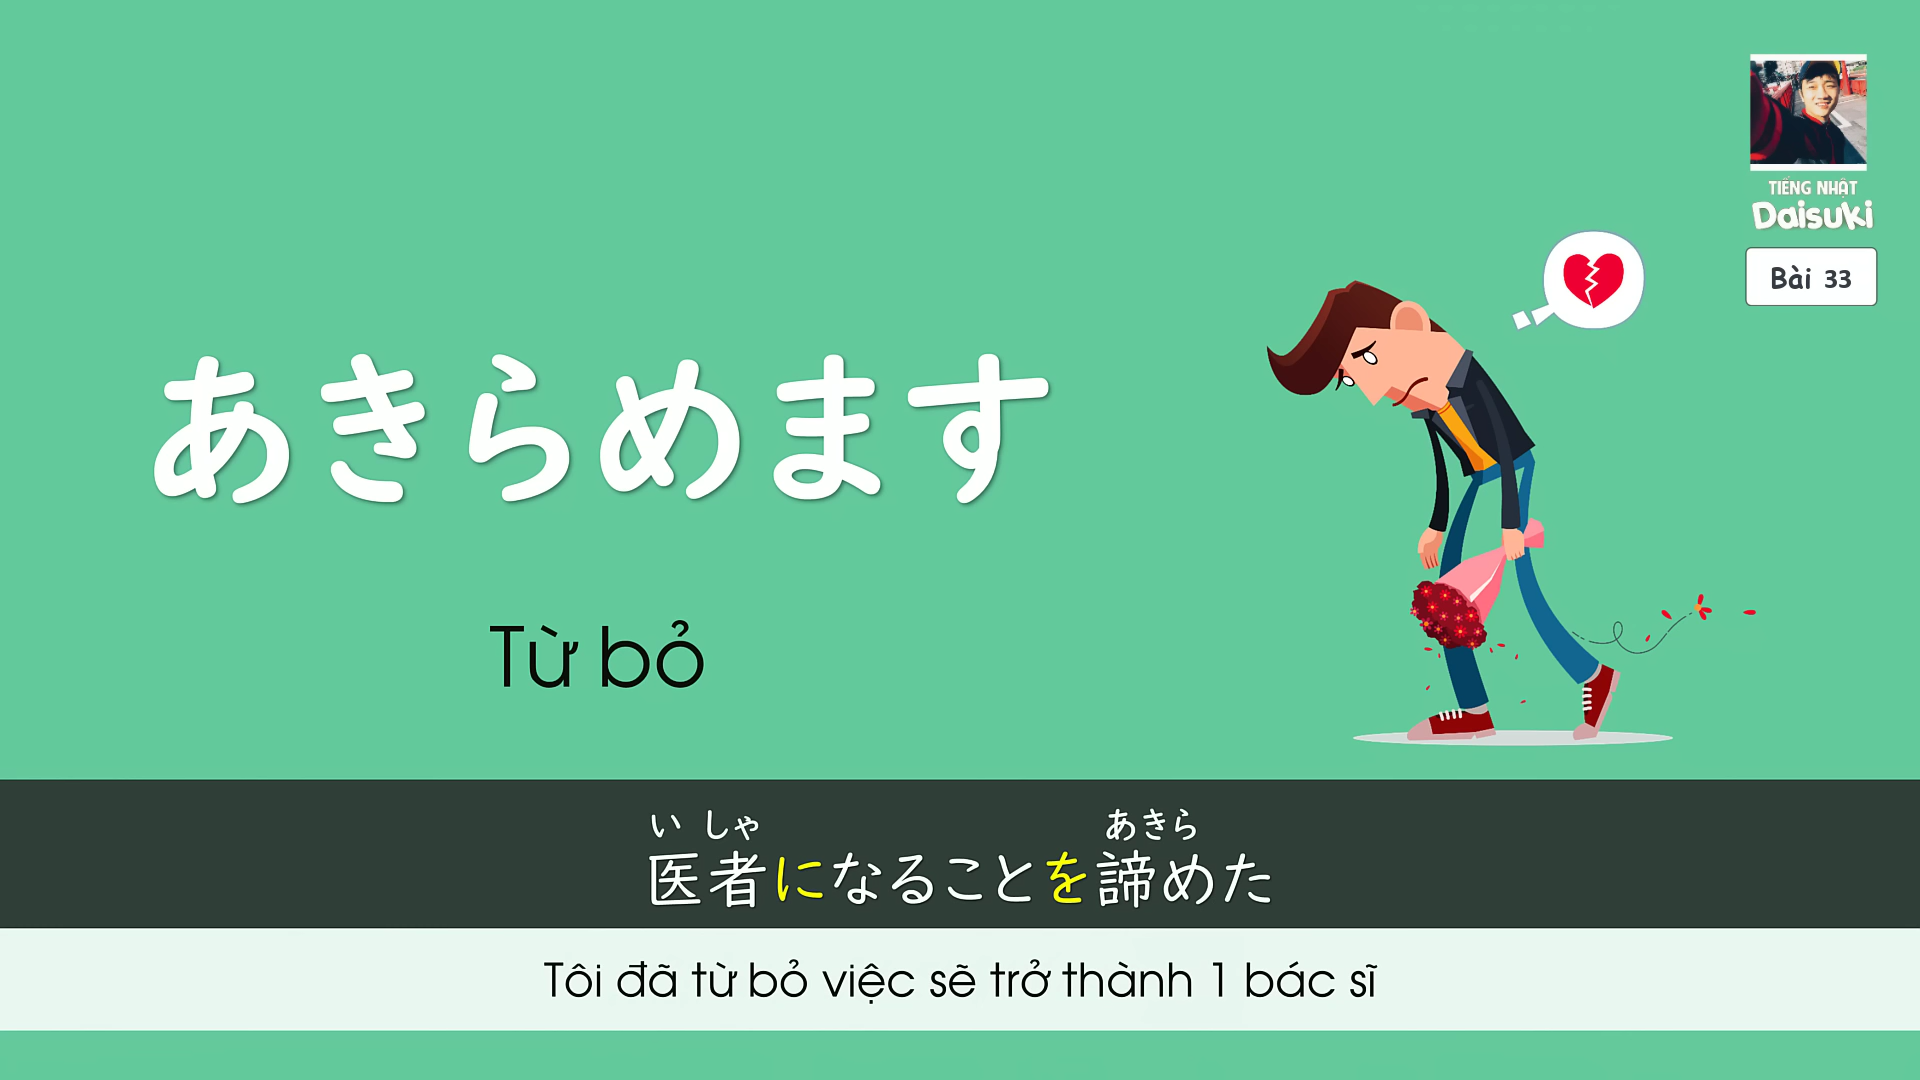 TIẾNG NHẬT
Daisuki
Bài 33
あきらめます
Từ bỏ
い しゃ あきら
医者になることを諦めた
Tôi đã từ bỏ việc sẽ trở thành 1 bác sĩ